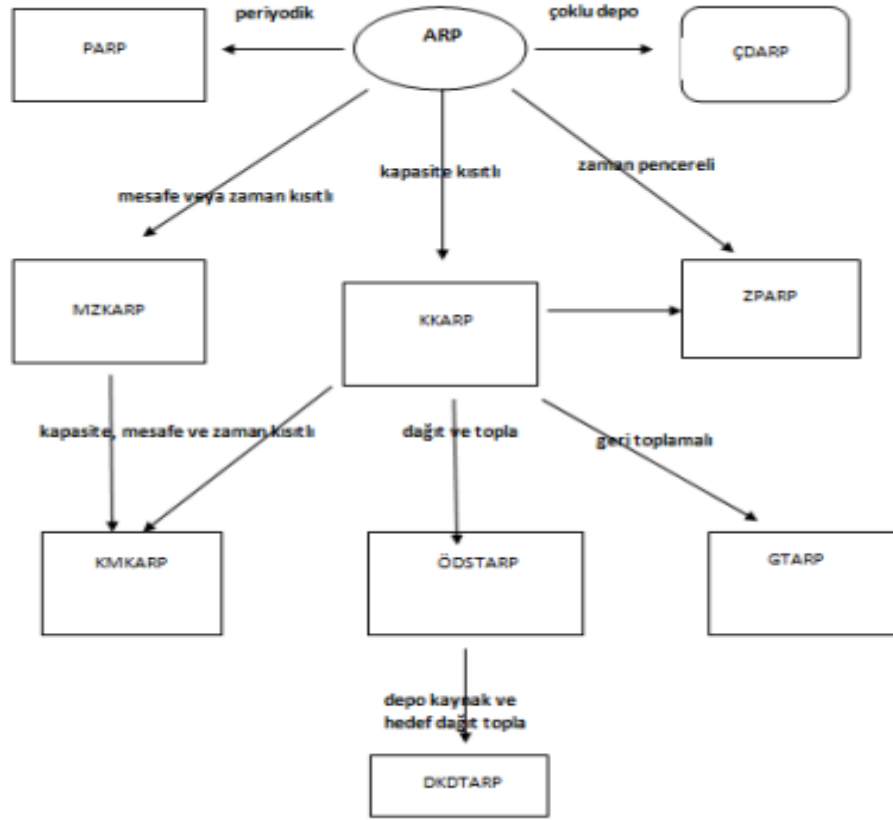 periyodik
ARP
çoklu depo
PARP
ÇDARP
mesafe veya zaman kısıtlı
kapasite kısıtlı
zaman pencereli
MZKARP
KKARP
ZPARP
kapasite, mesafe ve zaman kısıtlı
dağıt ve topla
geri toplamalı
KMKARP
ÖDSTARP
GTARP
depo kaynak ve
hedef dağıt topla
DKDTARP